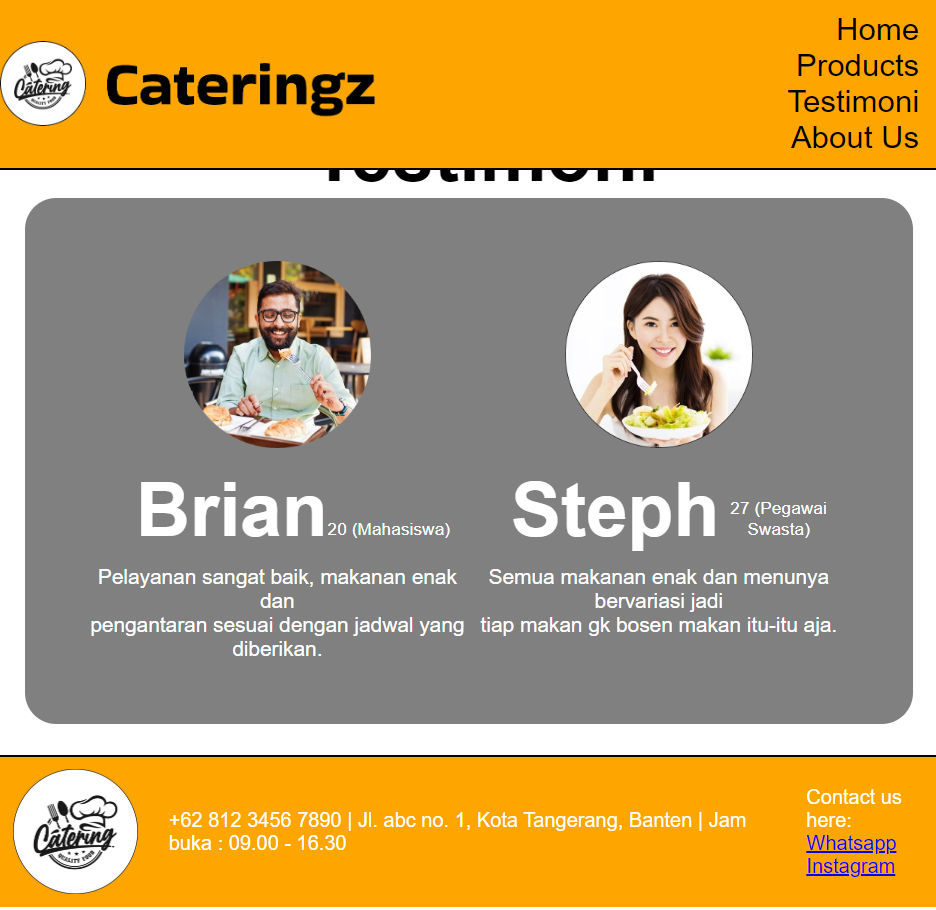 Catering
QUALITY FOOD
Cateringz
Home
Products
Testimoni
About Us
Testimoni
Brian 20 (Mahasiswa)
Pelayanan sangat baik, makanan enak
dan
pengantaran sesuai dengan jadwal yang
diberikan.
Steph 27 (Pegawai
Swasta)
Semua makanan enak dan menunya
bervariasi jadi
tiap makan gk bosen makan itu-itu aja.
Catering
QUALITY FOOD
+62 812 3456 7890 | Jl. abc no. 1, Kota Tangerang, Banten | Jam
buka : 09.00 - 16.30
Contact us
here:
Whatsapp
Instagram